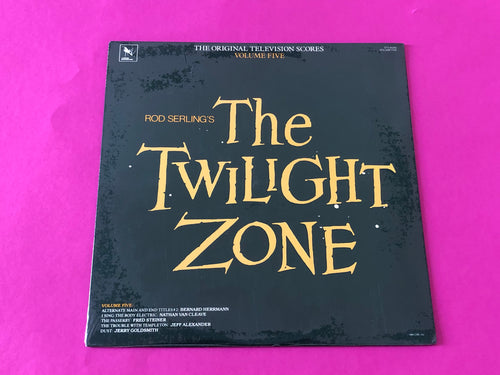 THE ORIGINAL TELEVISION SCORES
VOLUME FIVE
ROD SERLING'S
The
TWILIGHT
ZONE
VOLUME FIVE
ALTERNATE MAIN AND END TITLES #2: BERNARD HERRMANN
I SING THE BODY ELECTRIC: NATHAN VAN CLEAVE
THE PASSERBY: FRED STEINER
THE TROUBLE WITH TEMPLETON: JEFF ALEXANDER
DUST: JERRY GOLDSMITH